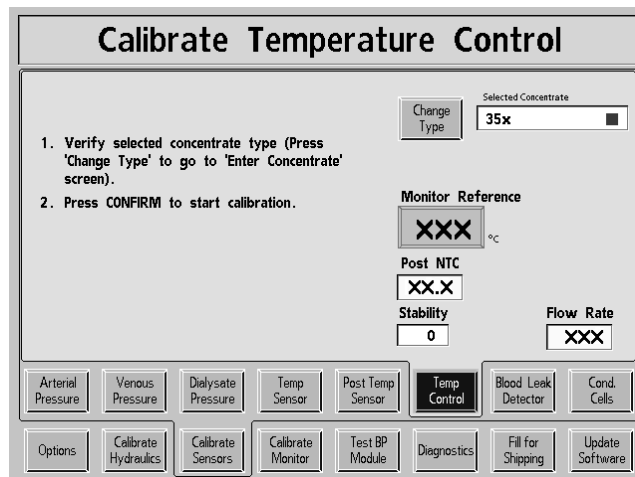 Calibrate Temperature Control
Change
Type
Selected Concentrate
35x
1. Verify selected concentrate type (Press
'Change Type' to go to 'Enter Concentrate'
screen).
2. Press CONFIRM to start calibration.
Monitor Reference
XXX °C
Post NTC
XX.X
Stability
0
Flow Rate
XXX
Arterial
Pressure
Venous
Pressure
Dialysate
Pressure
Temp
Sensor
Post Temp
Sensor
Temp
Control
Blood Leak
Detector
Cond.
Cells
Options
Calibrate
Hydraulics
Calibrate
Sensors
Calibrate
Monitor
Test BP
Module
Diagnostics
Fill for
Shipping
Update
Software